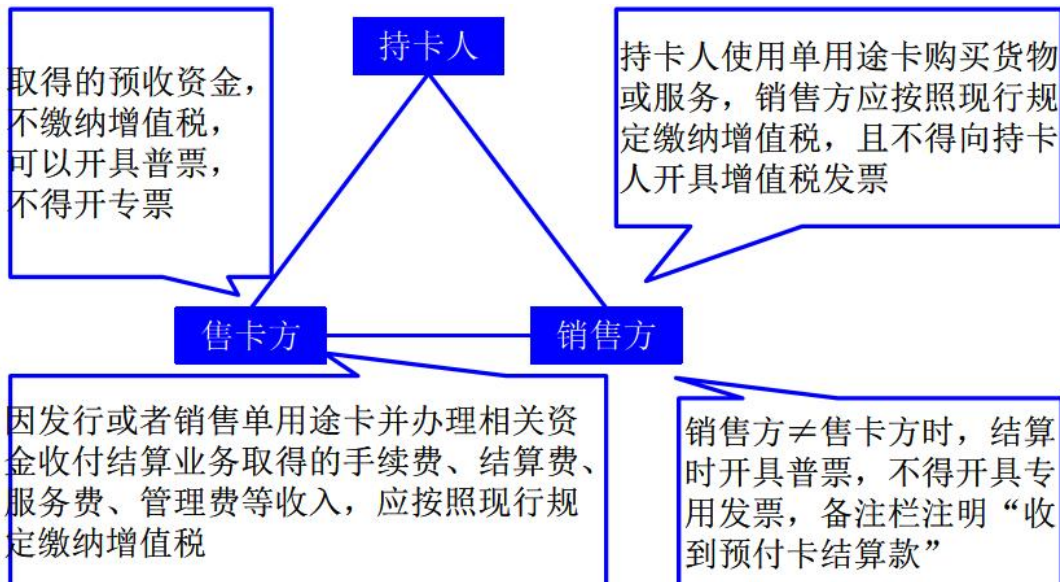 持卡人
取得的预收资金，
不缴纳增值税，
可以开具普票，
不得开专票
持卡人使用单用途卡购买货物
或服务，销售方应按照现行规
定缴纳增值税，且不得向持卡
人开具增值税发票
售卡方
销售方
因发行或者销售单用途卡并办理相关资
金收付结算业务取得的手续费、结算费、
服务费、管理费等收入，应按照现行规
定缴纳增值税
销售方≠售卡方时，结算
时开具普票，不得开具专
用发票，备注栏注明“收
到预付卡结算款”